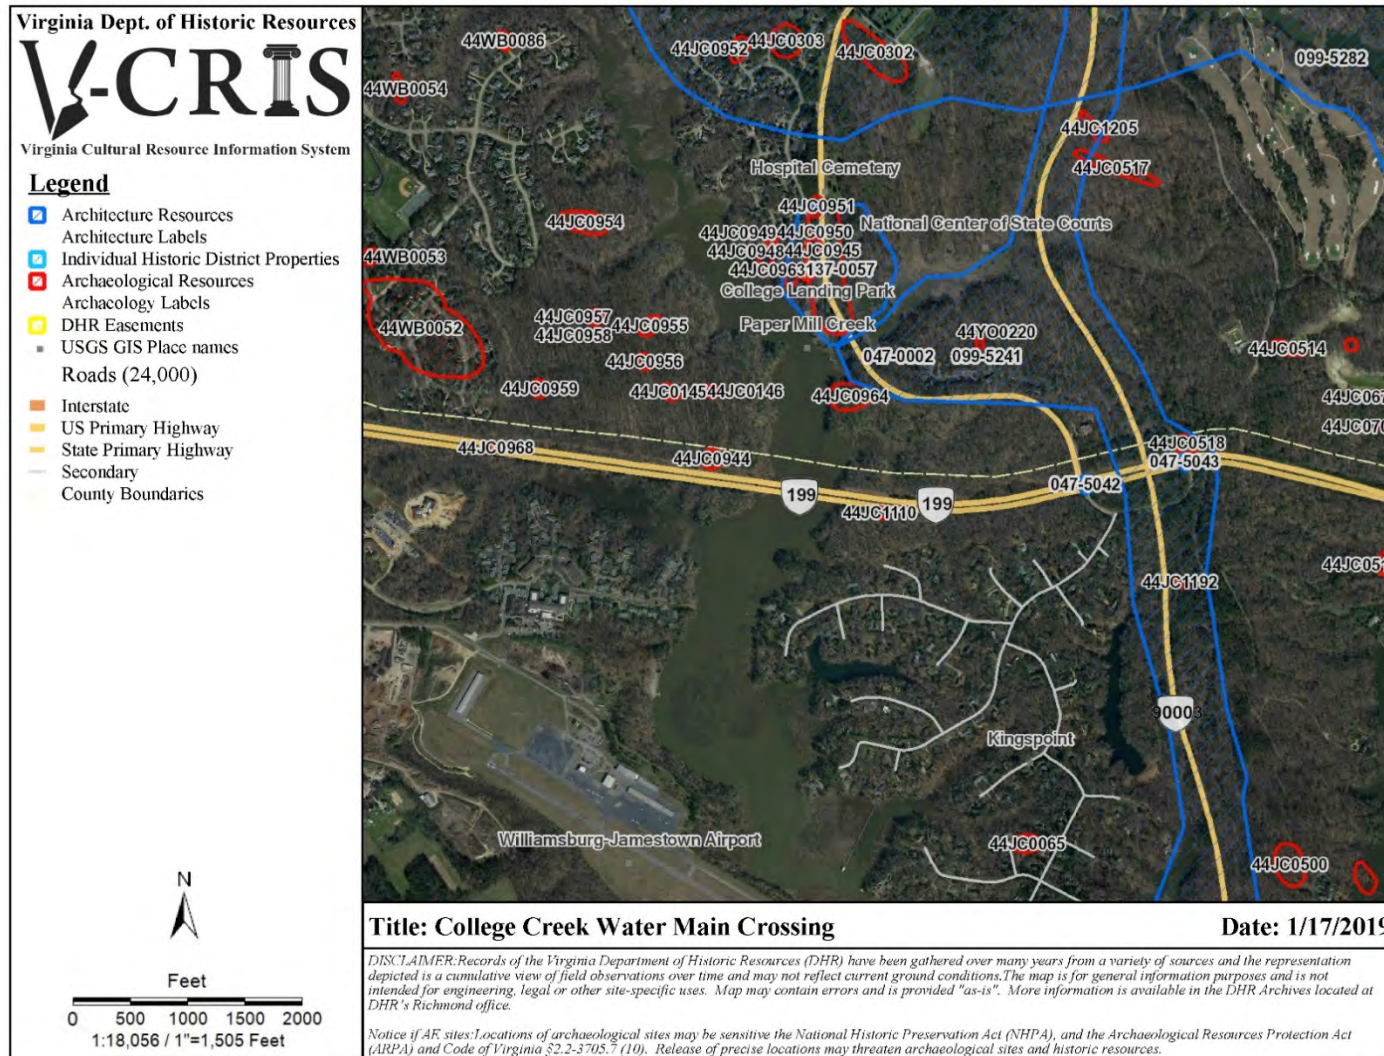 Virginia Dept. of Historic Resources
V-CRIS
Virginia Cultural Resource Information System
Legend
Architecture Resources
Architecture Labels
Individual Historic District Properties
Archaeological Resources
Archaeology Labels
DHR Easements
USGS GIS Place names
Roads (24,000)
Interstate
US Primary Highway
State Primary Highway
Secondary
County Boundaries
N
Feet
0 500 1000 1500 2000
1:18,056 / 1"=1,505 Feet
44WB0086
44JC0952
44JC0303
44JC0302
099-5282
44WB0054
44JC1205
44JC0517
Hospital Cemetery
44JC0951
44JC0954
National Center of State Courts
44JC0949
44JC0950
44WB0053
44JC0948
44JC0945
44JC0963
137-0057
College Landing Park
44JC0957
44JC0955
Paper Mill Creek
44WB0052
44JC0958
44YO0220
047-0002
099-5241
44JC0514
44JC0956
44JC0959
44JC0145
44JC0146
44JC0964
44JC067
44JC070
44JC0968
44JC0944
44JC0518
047-5043
047-5042
199
199
44JC1110
44JC051
44JC1192
90003
Kingspoint
Williamsburg-Jamestown Airport
44JC0065
44JC0500
Title: College Creek Water Main Crossing
Date: 1/17/2019
DISCLAIMER:Records of the Virginia Department of Historic Resources (DHR) have been gathered over many years from a variety of sources and the representation
depicted is a cumulative view of field observations over time and may not reflect current ground conditions.The map is for general information purposes and is not
intended for engineering, legal or other site-specific uses. Map may contain errors and is provided "as-is". More information is available in the DHR Archives located at
DHR's Richmond office.
Notice if AE sites:Locations of archaeological sites may be sensitive the National Historic Preservation Act (NHPA), and the Archaeological Resources Protection Act
(ARPA) and Code of Virginia §2.2-3705.7 (10). Release of precise locations may threaten archaeological sites and historic resources.